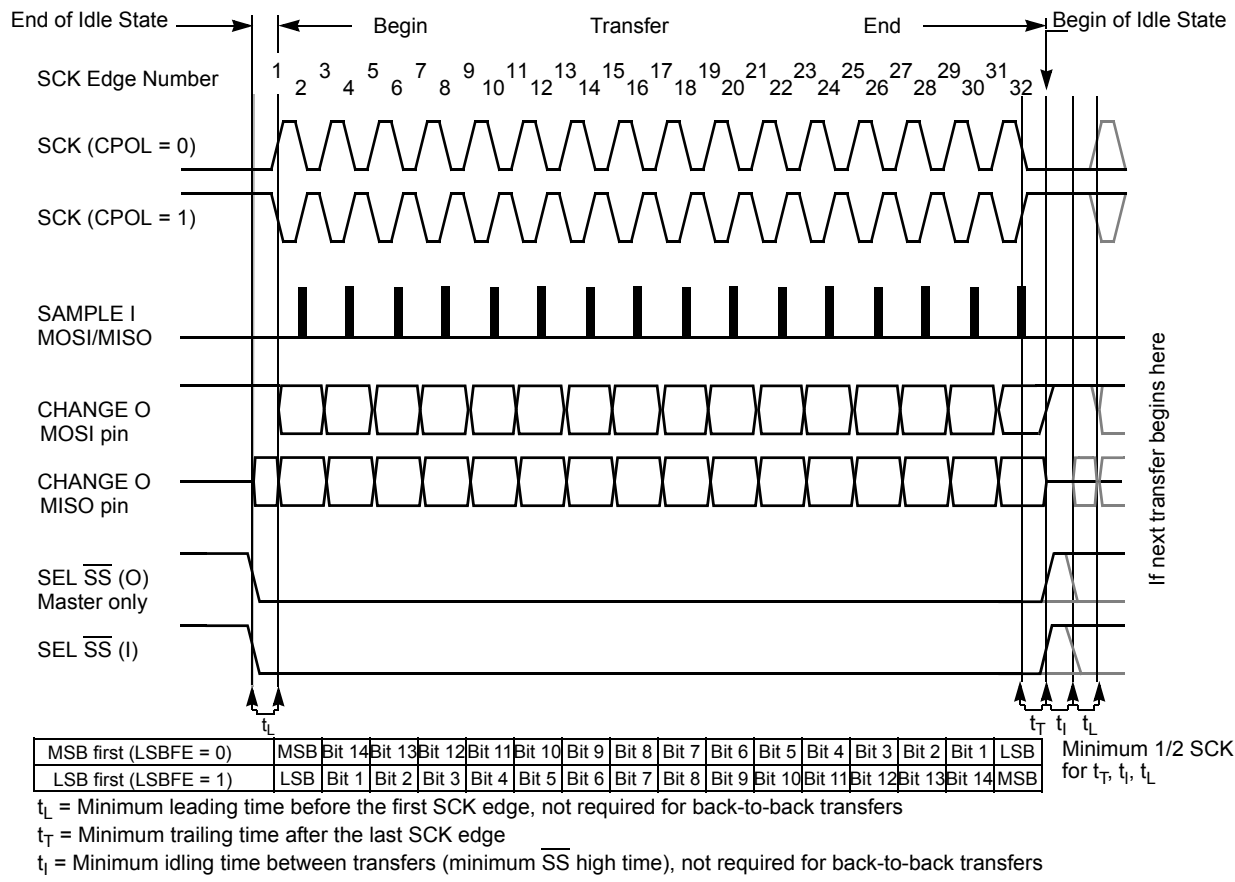 End of Idle State
Begin
Transfer
End
Begin of Idle State
SCK Edge Number
1 3 5 7 9 11 13 15 17 19 21 23 25 27 29 31
2 4 6 8 10 12 14 16 18 20 22 24 26 28 30 32
SCK (CPOL = 0)
SCK (CPOL = 1)
SAMPLE I
MOSI/MISO
CHANGE O
MOSI pin
CHANGE O
MISO pin
SEL SS (O)
Master only
SEL SS (I)
If next transfer begins here
tL
tT tI tL
MSB first (LSBFE = 0) MSB Bit 14 Bit 13 Bit 12 Bit 11 Bit 10 Bit 9 Bit 8 Bit 7 Bit 6 Bit 5 Bit 4 Bit 3 Bit 2 Bit 1 LSB
LSB first (LSBFE = 1) LSB Bit 1 Bit 2 Bit 3 Bit 4 Bit 5 Bit 6 Bit 7 Bit 8 Bit 9 Bit 10 Bit 11 Bit 12 Bit 13 Bit 14 MSB
Minimum 1/2 SCK
for tT, tI, tL
tL = Minimum leading time before the first SCK edge, not required for back-to-back transfers
tT = Minimum trailing time after the last SCK edge
tI = Minimum idling time between transfers (minimum SS high time), not required for back-to-back transfers